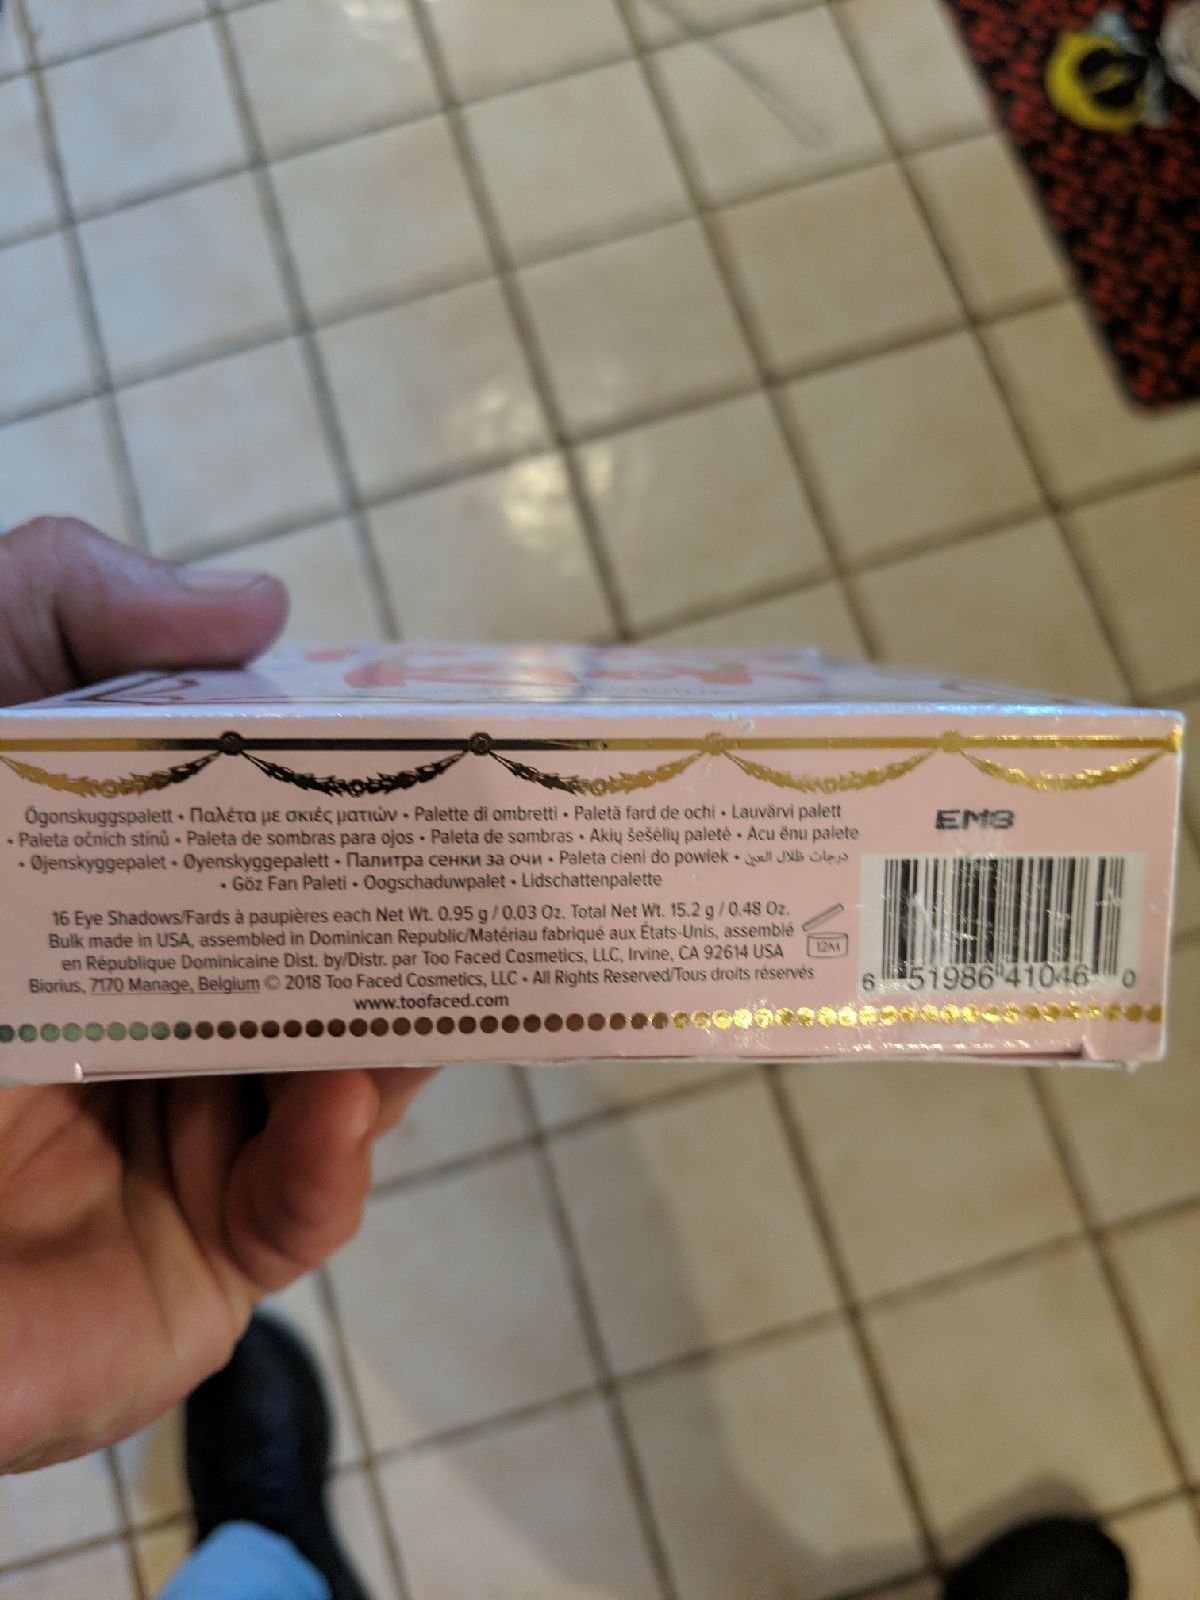 Ögonskuggspalett • Παλέτα με σκιές ματιών • Palette di ombretti • Paletă fard de ochi • Lauvärvi palett
• Paleta očních stínů • Paleta de sombras para ojos • Paleta de sombras • Akių šešėlių paletė • Acu ēnu palete
• Øjenskyggepalet • Øyenskyggepalett • Палитра сенки за очи • Paleta cieni do powiek • درجات ظلال العين
• Göz Farı Paleti • Oogschaduwpalet • Lidschattenpalette
16 Eye Shadows/Fards à paupières each Net Wt. 0.95 g / 0.03 Oz. Total Net Wt. 15.2 g / 0.48 Oz.
Bulk made in USA, assembled in Dominican Republic/Matériau fabriqué aux États-Unis, assemblé
en République Dominicaine Dist. by/Distr. par Too Faced Cosmetics, LLC, Irvine, CA 92614 USA
Biorius, 7170 Manage, Belgium © 2018 Too Faced Cosmetics, LLC • All Rights Reserved/Tous droits réservés
www.toofaced.com
12M
EM8
6 51986 41046 0